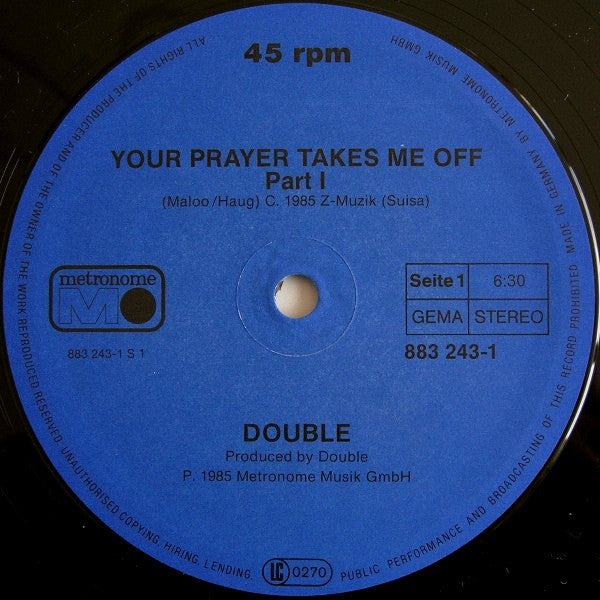 45 rpm
YOUR PRAYER TAKES ME OFF
Part I
(Maloo/Haug) C. 1985 Z-Muzik (Suisa)
metronome
M
883 243-1 S 1
Seite 1 6:30
GEMA STEREO
883 243-1
DOUBLE
Produced by Double
P. 1985 Metronome Musik GmbH
LC 0270
ALL RIGHTS OF THE PRODUCER AND OF THE OWNER OF THE WORK REPRODUCED RESERVED. UNAUTHORISED COPYING, HIRING, LENDING, PUBLIC PERFORMANCE AND BROADCASTING OF THIS RECORD PROHIBITED. MADE IN GERMANY BY METRONOME MUSIK GMBH